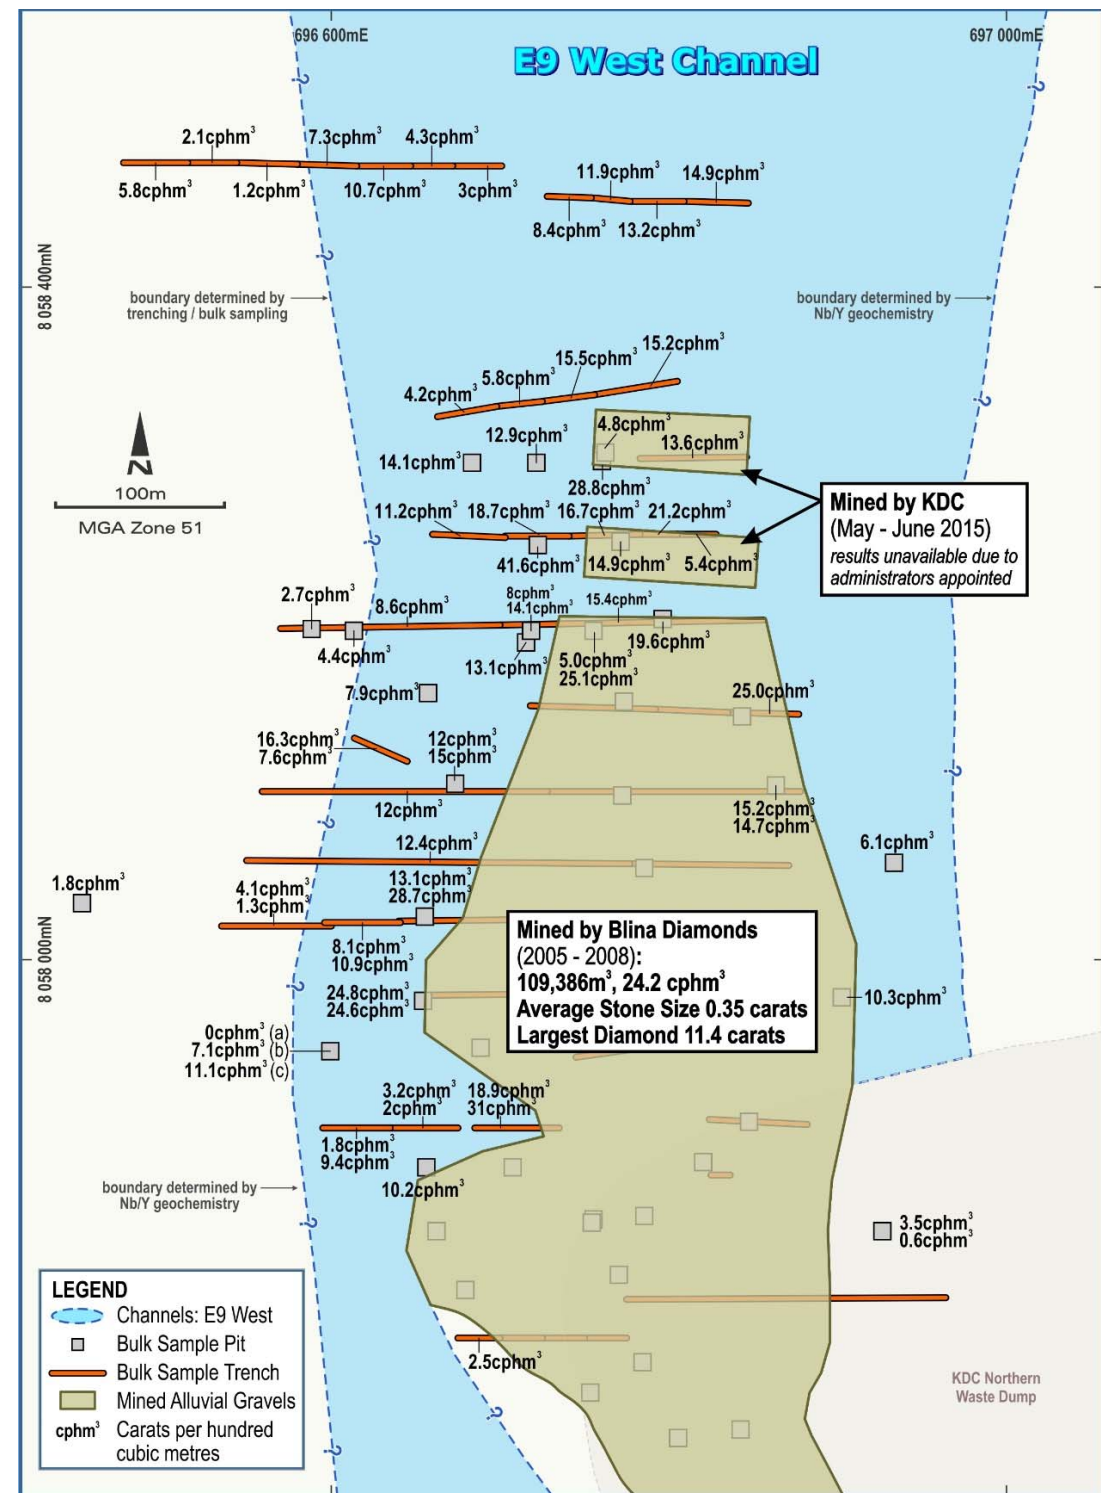 696 600mE
697 000mE
E9 West Channel
2.1cphm³
7.3cphm³
4.3cphm³
5.8cphm³
1.2cphm³
10.7cphm³
3cphm³
11.9cphm³
14.9cphm³
8.4cphm³
13.2cphm³
8 058 400mN
boundary determined by
trenching / bulk sampling
boundary determined by
Nb/Y geochemistry
?
?
?
?
?
?
?
?
?
?
?
?
?
15.2cphm³
15.5cphm³
5.8cphm³
4.2cphm³
4.8cphm³
12.9cphm³
13.6cphm³
14.1cphm³
28.8cphm³
N
100m
MGA Zone 51
Mined by KDC
(May - June 2015)
results unavailable due to
administrators appointed
11.2cphm³
18.7cphm³
16.7cphm³
21.2cphm³
41.6cphm³
14.9cphm³
5.4cphm³
2.7cphm³
8.6cphm³
8cphm³
14.1cphm³
15.4cphm³
4.4cphm³
13.1cphm³
19.6cphm³
5.0cphm³
25.1cphm³
7.9cphm³
25.0cphm³
16.3cphm³
7.6cphm³
12cphm³
15cphm³
12cphm³
15.2cphm³
14.7cphm³
12.4cphm³
6.1cphm³
1.8cphm³
4.1cphm³
1.3cphm³
13.1cphm³
28.7cphm³
8.1cphm³
10.9cphm³
8 058 000mN
Mined by Blina Diamonds
(2005 - 2008):
109,386m³, 24.2 cphm³
Average Stone Size 0.35 carats
Largest Diamond 11.4 carats
24.8cphm³
24.6cphm³
10.3cphm³
0cphm³ (a)
7.1cphm³ (b)
11.1cphm³ (c)
3.2cphm³
2cphm³
18.9cphm³
31cphm³
1.8cphm³
9.4cphm³
10.2cphm³
boundary determined by
Nb/Y geochemistry
3.5cphm³
0.6cphm³
2.5cphm³
KDC Northern
Waste Dump
LEGEND
Channels: E9 West
Bulk Sample Pit
Bulk Sample Trench
Mined Alluvial Gravels
cphm³ Carats per hundred
cubic metres